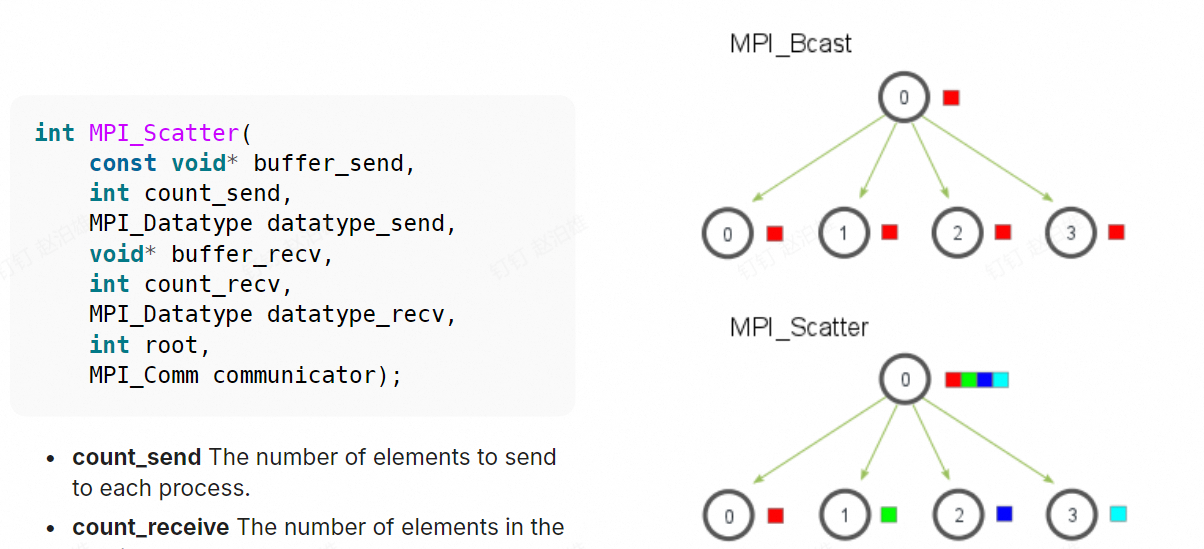 int MPI_Scatter(
const void* buffer_send,
int count_send,
MPI_Datatype datatype_send,
void* buffer_recv,
int count_recv,
MPI_Datatype datatype_recv,
int root,
MPI_Comm communicator);
• count_send The number of elements to send
to each process.
• count_receive The number of elements in the
MPI_Bcast
0
0
1
2
3
MPI_Scatter
0
0
1
2
3